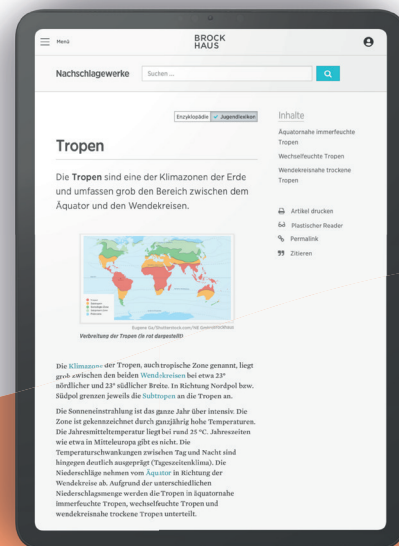 Menü
BROCK
HAUS
Nachschlagewerke
Suchen ...
Enzyklopädie
Jugendlexikon
Tropen
Die Tropen sind eine der Klimazonen der Erde
und umfassen grob den Bereich zwischen dem
Äquator und den Wendekreisen.
Verbreitung der Tropen (in rot dargestellt)
Die Klimazone der Tropen, auch tropische Zone genannt, liegt
grob zwischen den beiden Wendekreisen bei etwa 23°
nördlicher und 23° südlicher Breite. In Richtung Nordpol bzw.
Südpol grenzen jeweils die Subtropen an die Tropen an.
Die Sonneneinstrahlung ist das ganze Jahr über intensiv. Die
Zone ist gekennzeichnet durch ganzjährig hohe Temperaturen.
Die Jahresmitteltemperatur liegt bei rund 25 °C. Jahreszeiten
wie etwa in Mitteleuropa gibt es nicht. Die
Temperaturschwankungen zwischen Tag und Nacht sind
hingegen deutlich ausgeprägt (Tageszeitenklima). Die
Niederschläge nehmen vom Äquator in Richtung der
Wendekreise ab. Aufgrund der unterschiedlichen
Niederschlagsmenge werden die Tropen in äquatornahe
immerfeuchte Tropen, wechselfeuchte Tropen und
wendekreisnahe trockene Tropen unterteilt.
Inhalte
Äquatornahe immerfeuchte
Tropen
Wechselfeuchte Tropen
Wendekreisnahe trockene
Tropen
Artikel drucken
Plastischer Reader
Permalink
Zitieren